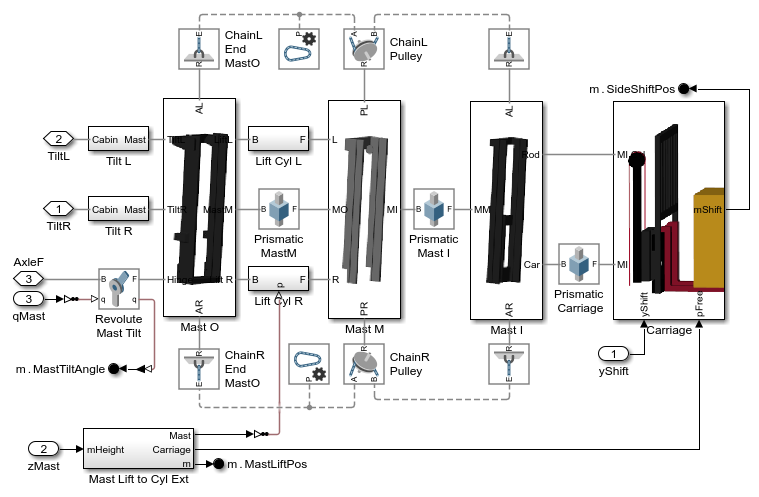 ChainL
End
MastO
E
R
P
A
B
R
ChainL
Pulley
E
R
m.SideShiftPos
AL
PL
AL
2
TiltL
Cabin Mast
Tilt L
B F
Lift Cyl L
L
Rod
MI
1
TiltR
Cabin Mast
Tilt R
TiltR
MastM
B F
Prismatic
MastM
MO
MI
B F
Prismatic
Mast I
MM
mShift
AxleF
3
3
qMast
B F
q q
Revolute
Mast Tilt
R
B F
p
Lift Cyl R
R
Car
B F
Prismatic
Carriage
MI
yShift
pFree
AR
Mast O
PR
Mast M
AR
Mast I
Carriage
m.MastTiltAngle
R
E
ChainR
End
MastO
P
R
A
B
ChainR
Pulley
R
E
1
yShift
2
zMast
mHeight
Mast
Carriage
m
Mast Lift to Cyl Ext
m.MastLiftPos